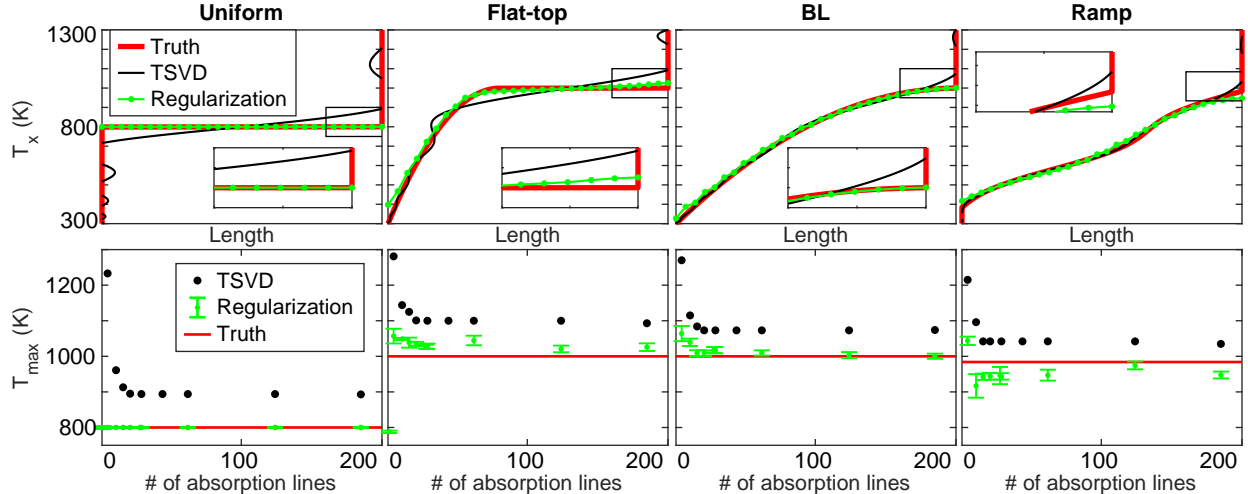 Uniform
Flat-top
BL
Ramp
1300
800
300
T_x (K)
Truth
TSVD
Regularization
Length
Length
Length
Length
1200
1000
800
T_max (K)
TSVD
Regularization
Truth
0 100 200
0 100 200
0 100 200
0 100 200
# of absorption lines
# of absorption lines
# of absorption lines
# of absorption lines